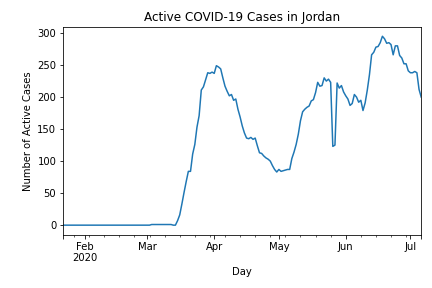 Active COVID-19 Cases in Jordan
300
250
200
150
100
50
0
Number of Active Cases
Feb
2020
Mar
Apr
May
Jun
Jul
Day